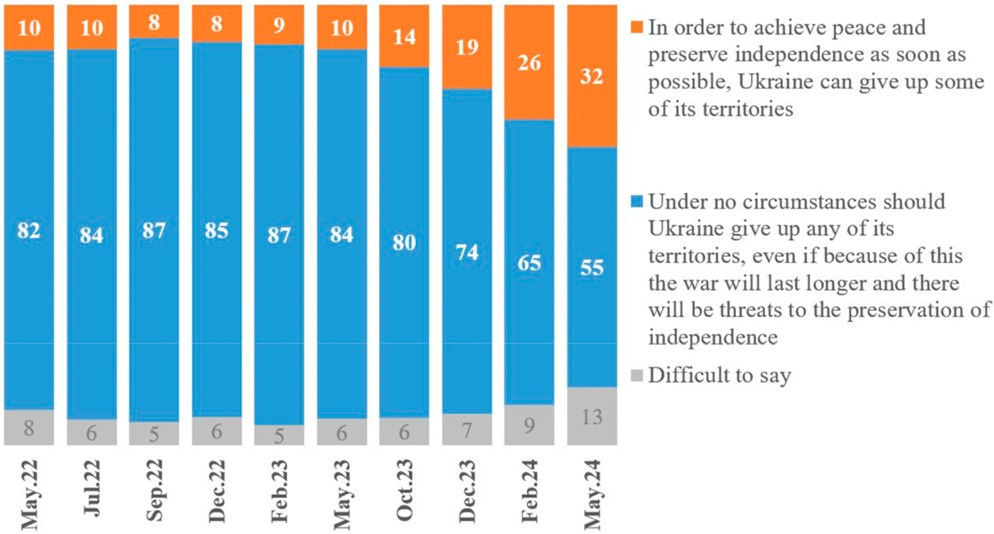 10 10 8 8 9 10 14 19 26 32
82 84 87 85 87 84 80 74 65 55
8 6 5 6 5 6 6 7 9 13
May.22 Jul.22 Sep.22 Dec.22 Feb.23 May.23 Oct.23 Dec.23 Feb.24 May.24
In order to achieve peace and
preserve independence as soon as
possible, Ukraine can give up some
of its territories
Under no circumstances should
Ukraine give up any of its
territories, even if because of this
the war will last longer and there
will be threats to the preservation of
independence
Difficult to say